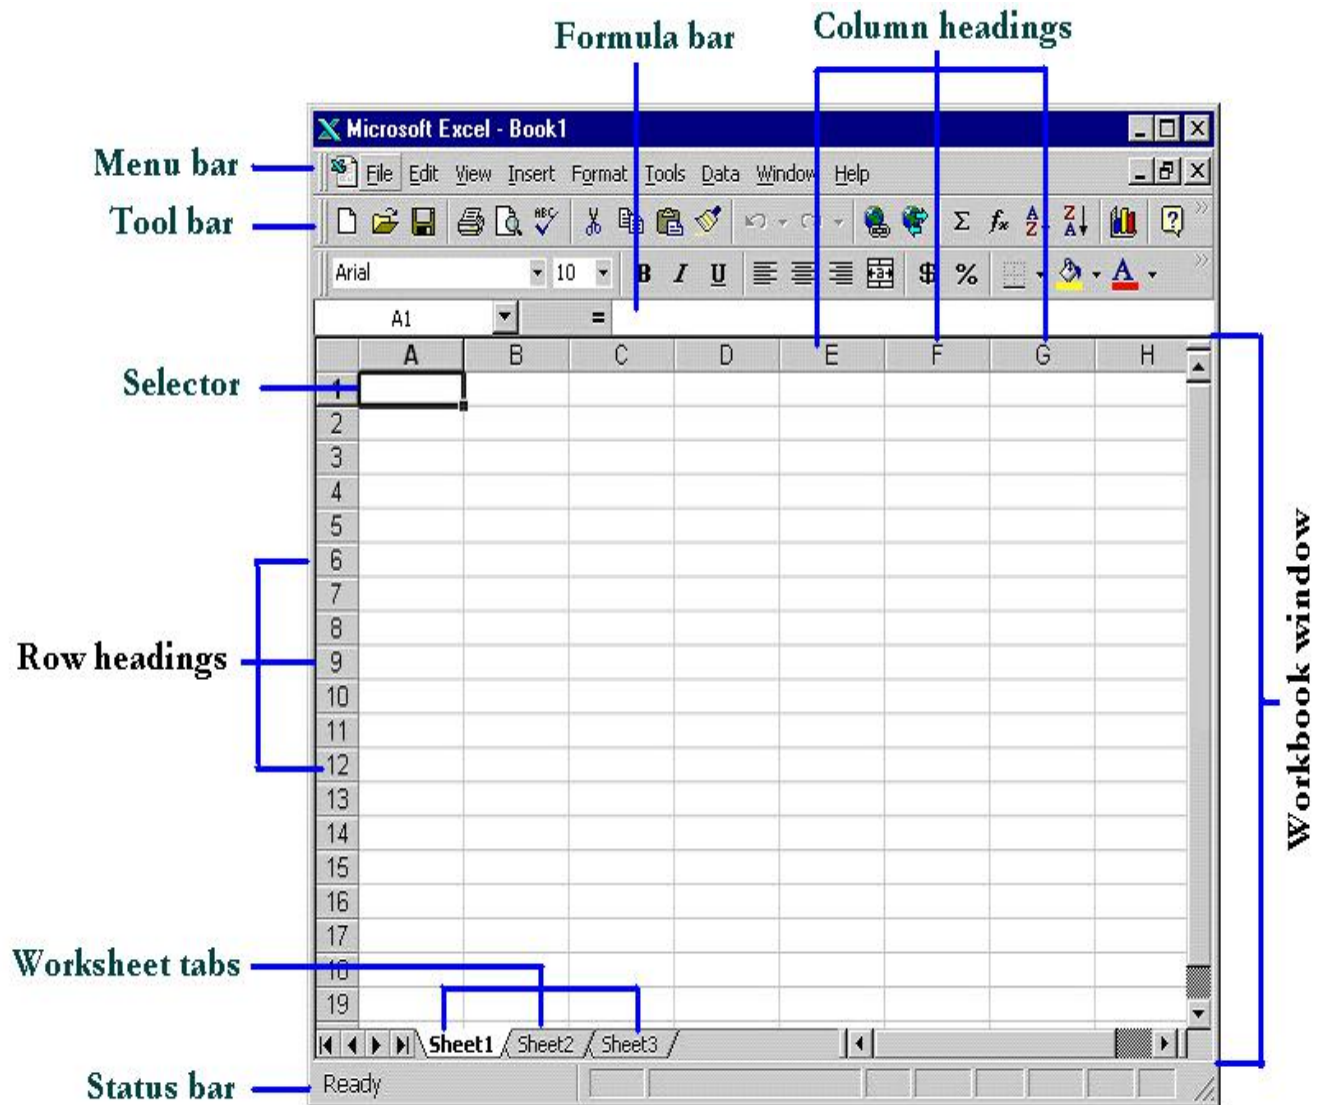 Formula bar
Column headings
Microsoft Excel - Book1
Menu bar
File Edit View Insert Format Tools Data Window Help
Tool bar
ABC
Σ fx A Z Z A ?
Arial 10 B I U a $ % A
A1 =
A B C D E F G H
Selector
1
2
3
4
5
6
7
8
Row headings
9
10
11
12
13
14
15
16
17
Worksheet tabs
18
19
Sheet1 Sheet2 Sheet3
Status bar
Ready
Workbook window